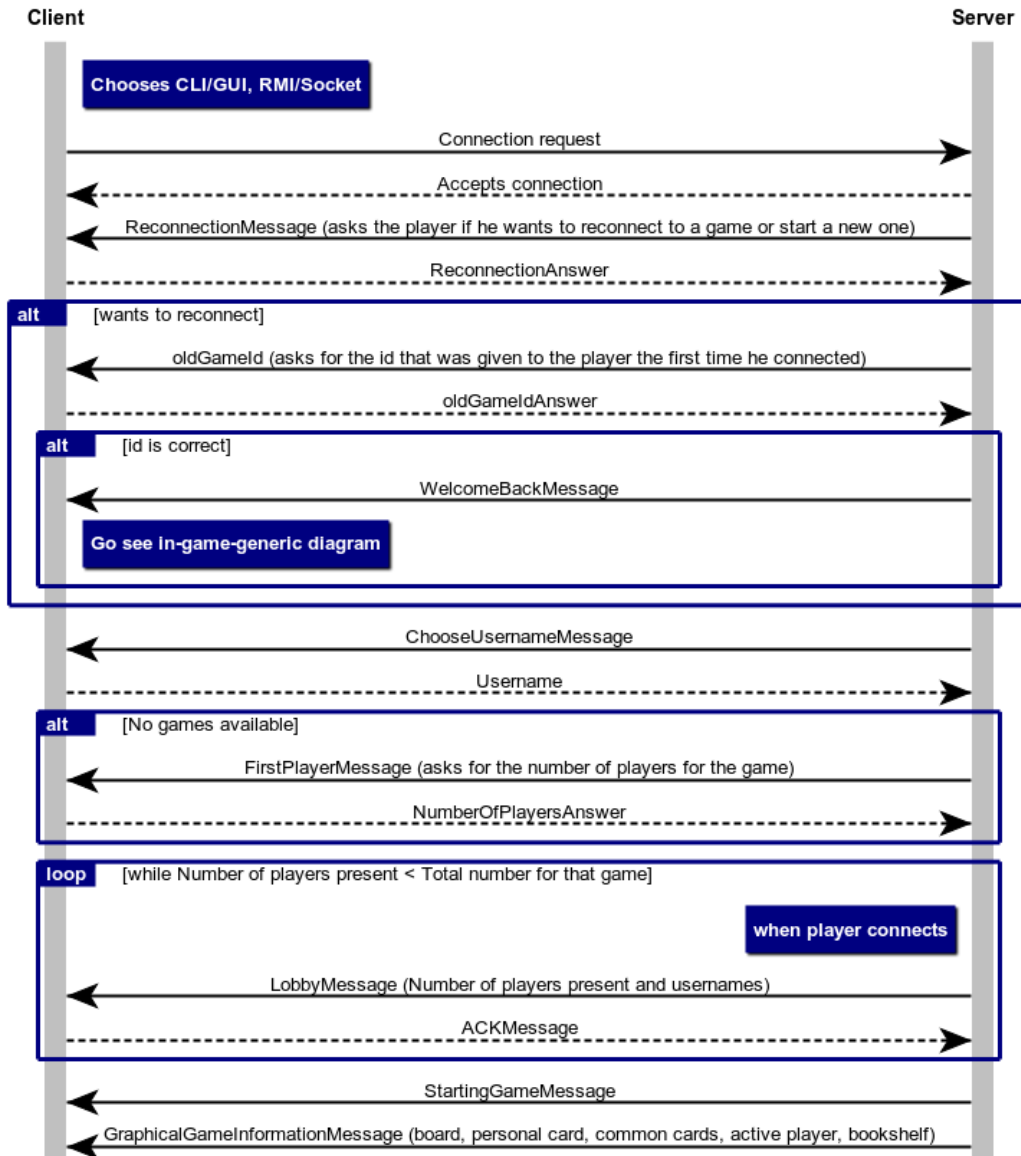 Client Server
Chooses CLI/GUI, RMI/Socket
Connection request
Accepts connection
ReconnectionMessage (asks the player if he wants to reconnect to a game or start a new one)
ReconnectionAnswer
alt [wants to reconnect]
oldGameId (asks for the id that was given to the player the first time he connected)
oldGameIdAnswer
alt [id is correct]
WelcomeBackMessage
Go see in-game-generic diagram
ChooseUsernameMessage
Username
alt [No games available]
FirstPlayerMessage (asks for the number of players for the game)
NumberOfPlayersAnswer
loop [while Number of players present < Total number for that game]
when player connects
LobbyMessage (Number of players present and usernames)
ACKMessage
StartingGameMessage
GraphicalGameInformationMessage (board, personal card, common cards, active player, bookshelf)